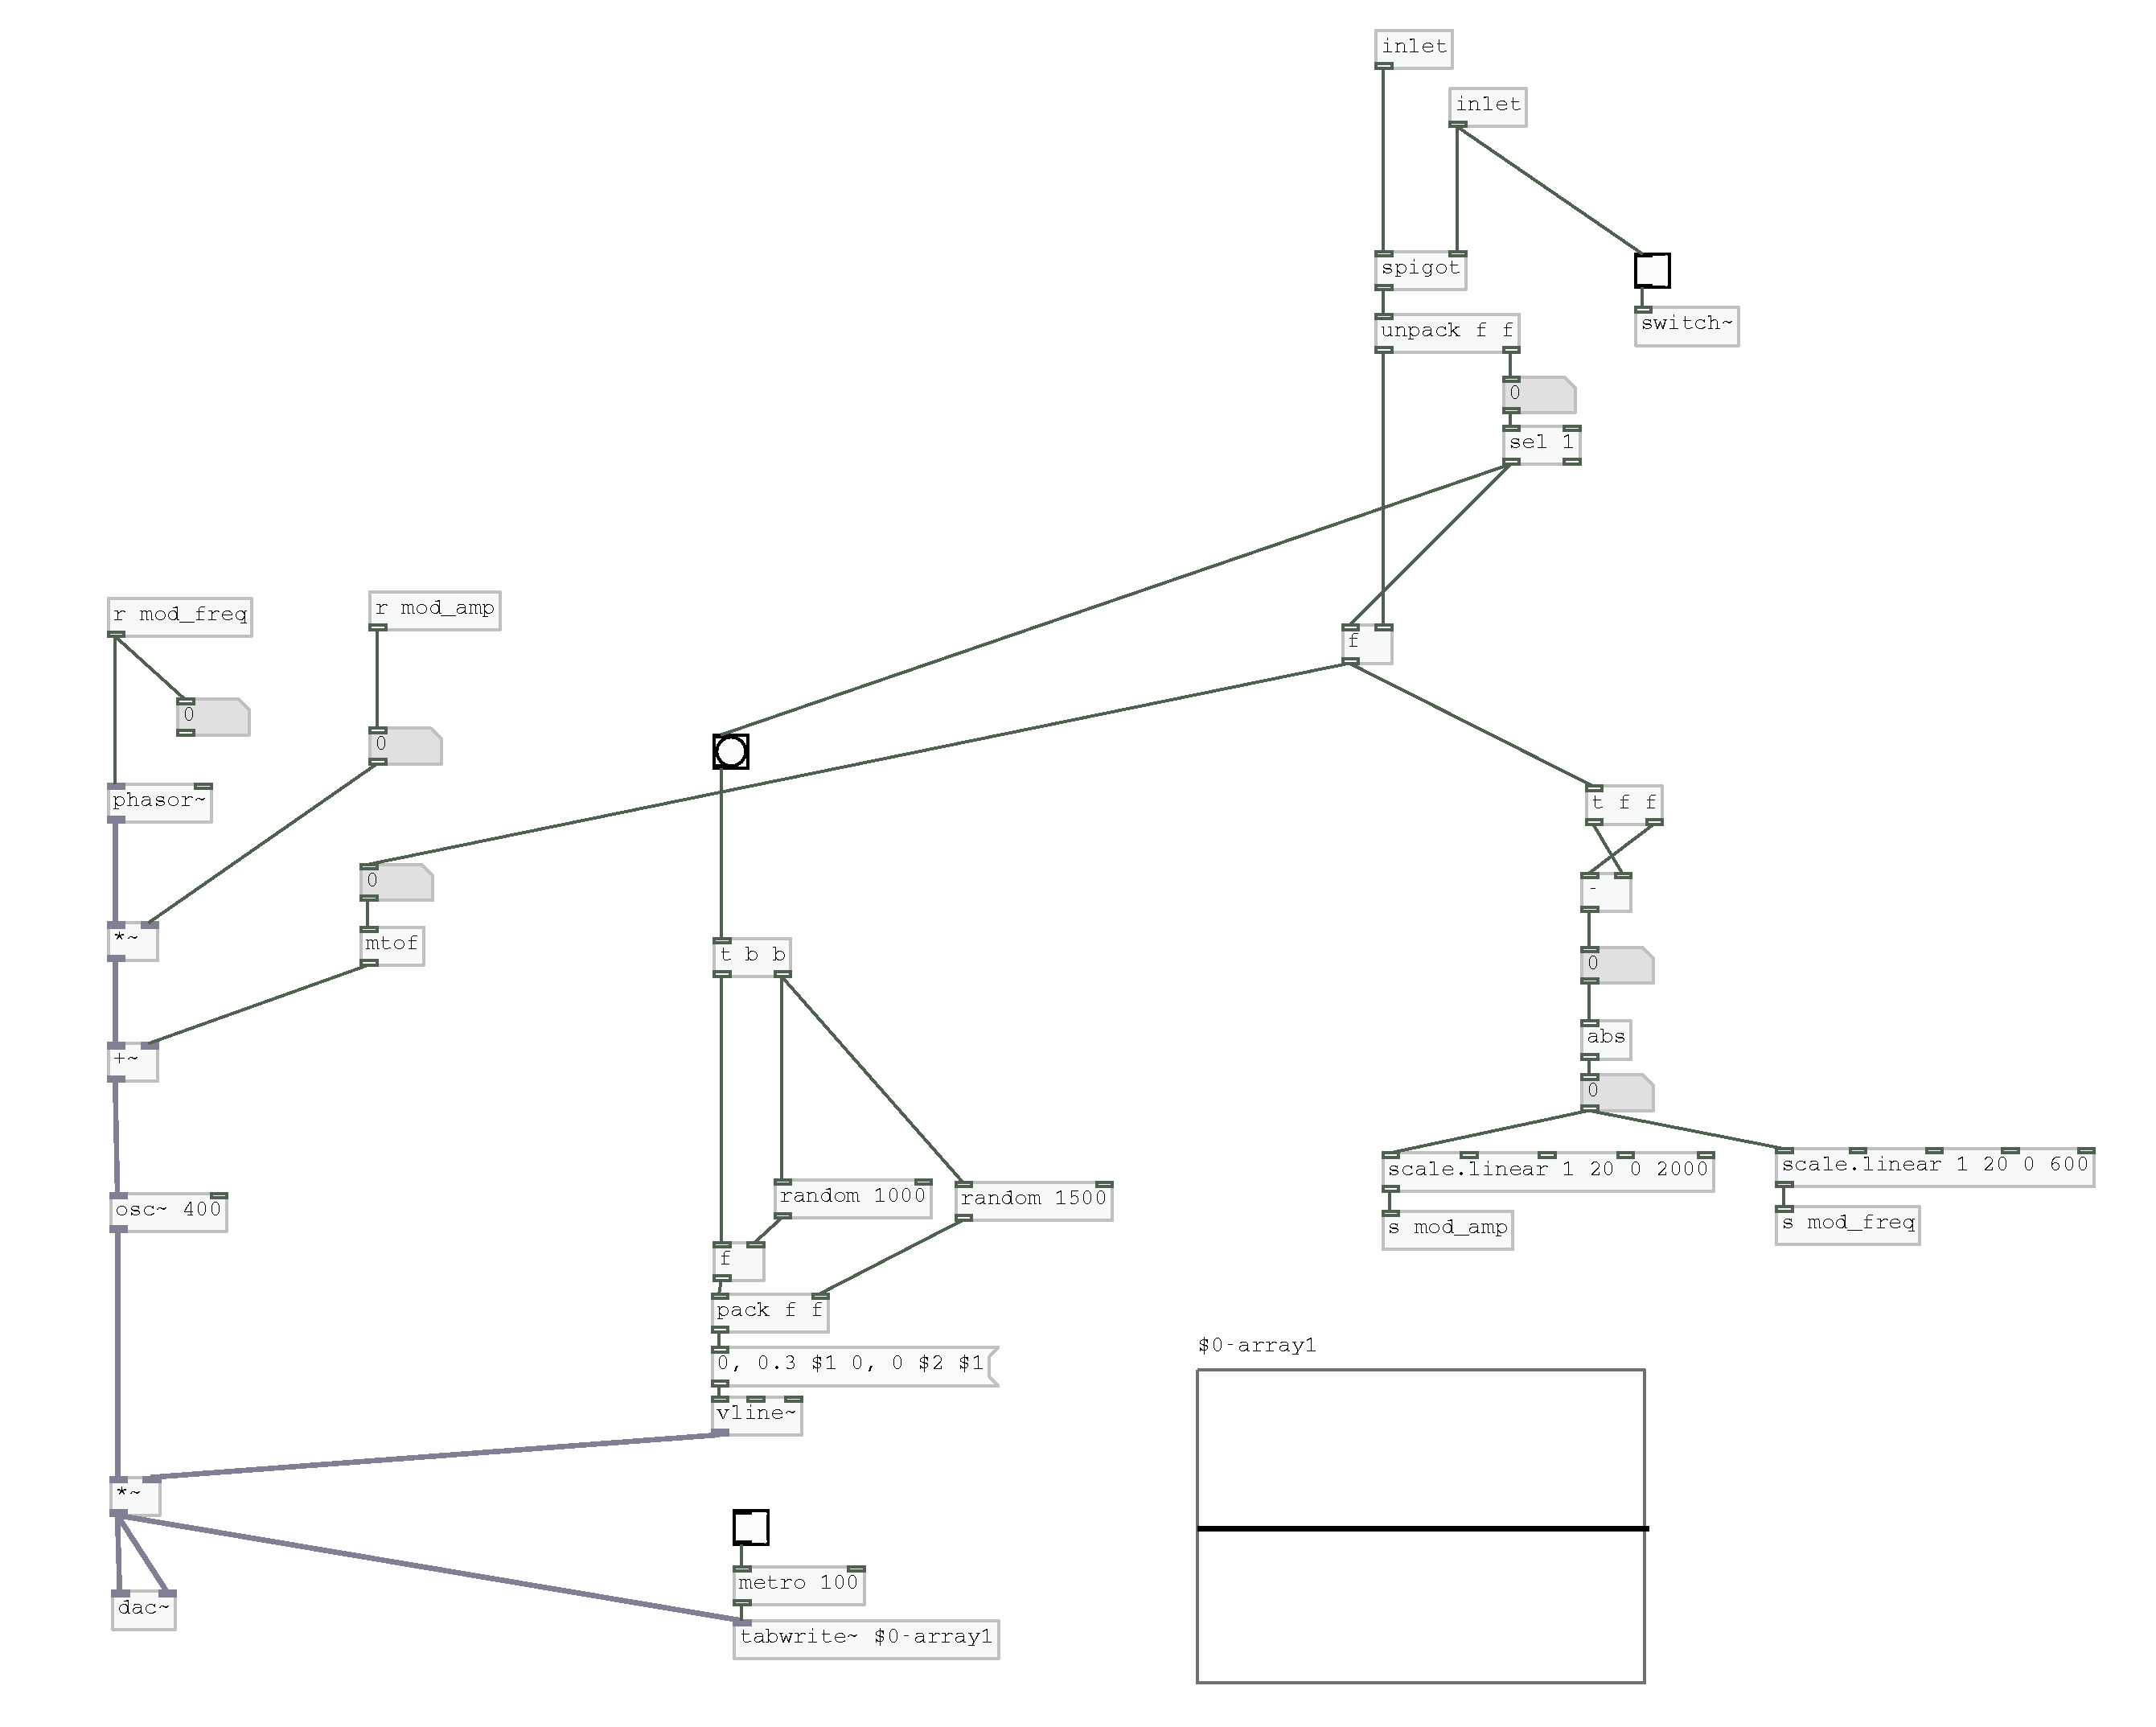 inlet
inlet
spigot
switch~
unpack f f
0
sel 1
r mod_freq
r mod_amp
f
0
0
phasor~
t f f
0
-
*~
mtof
t b b
0
+~
abs
0
scale.linear 1 20 0 2000
scale.linear 1 20 0 600
osc~ 400
random 1000
random 1500
s mod_amp
s mod_freq
f
pack f f
$0-array1
0, 0.3 $1 0, 0 $2 $1
vline~
*~
metro 100
dac~
tabwrite~ $0-array1